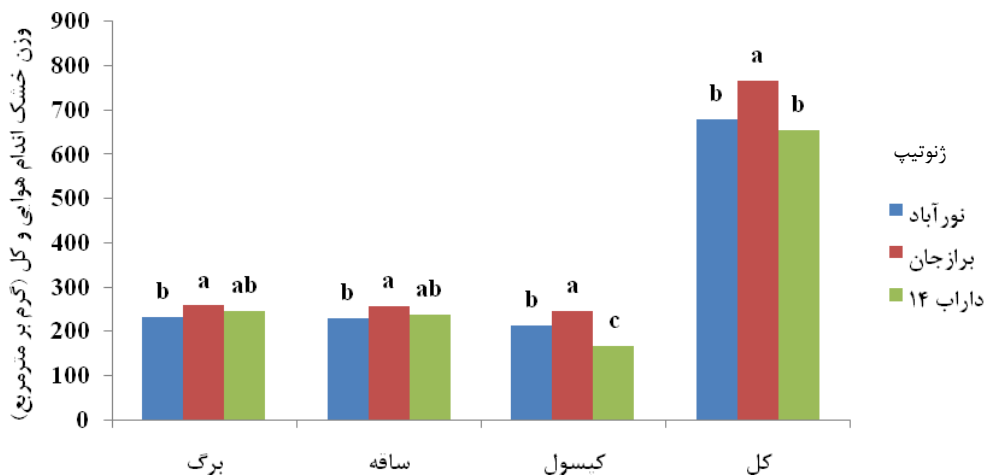 وزن خشک اندام هوایی و کل (گرم بر مترمربع)
900
800
700
600
500
400
300
200
100
0
b a ab
b a ab
b a c
b a b
برگ
ساقه
کپسول
کل
ژنوتیپ
نورآباد
برازجان
داراب ۱۴